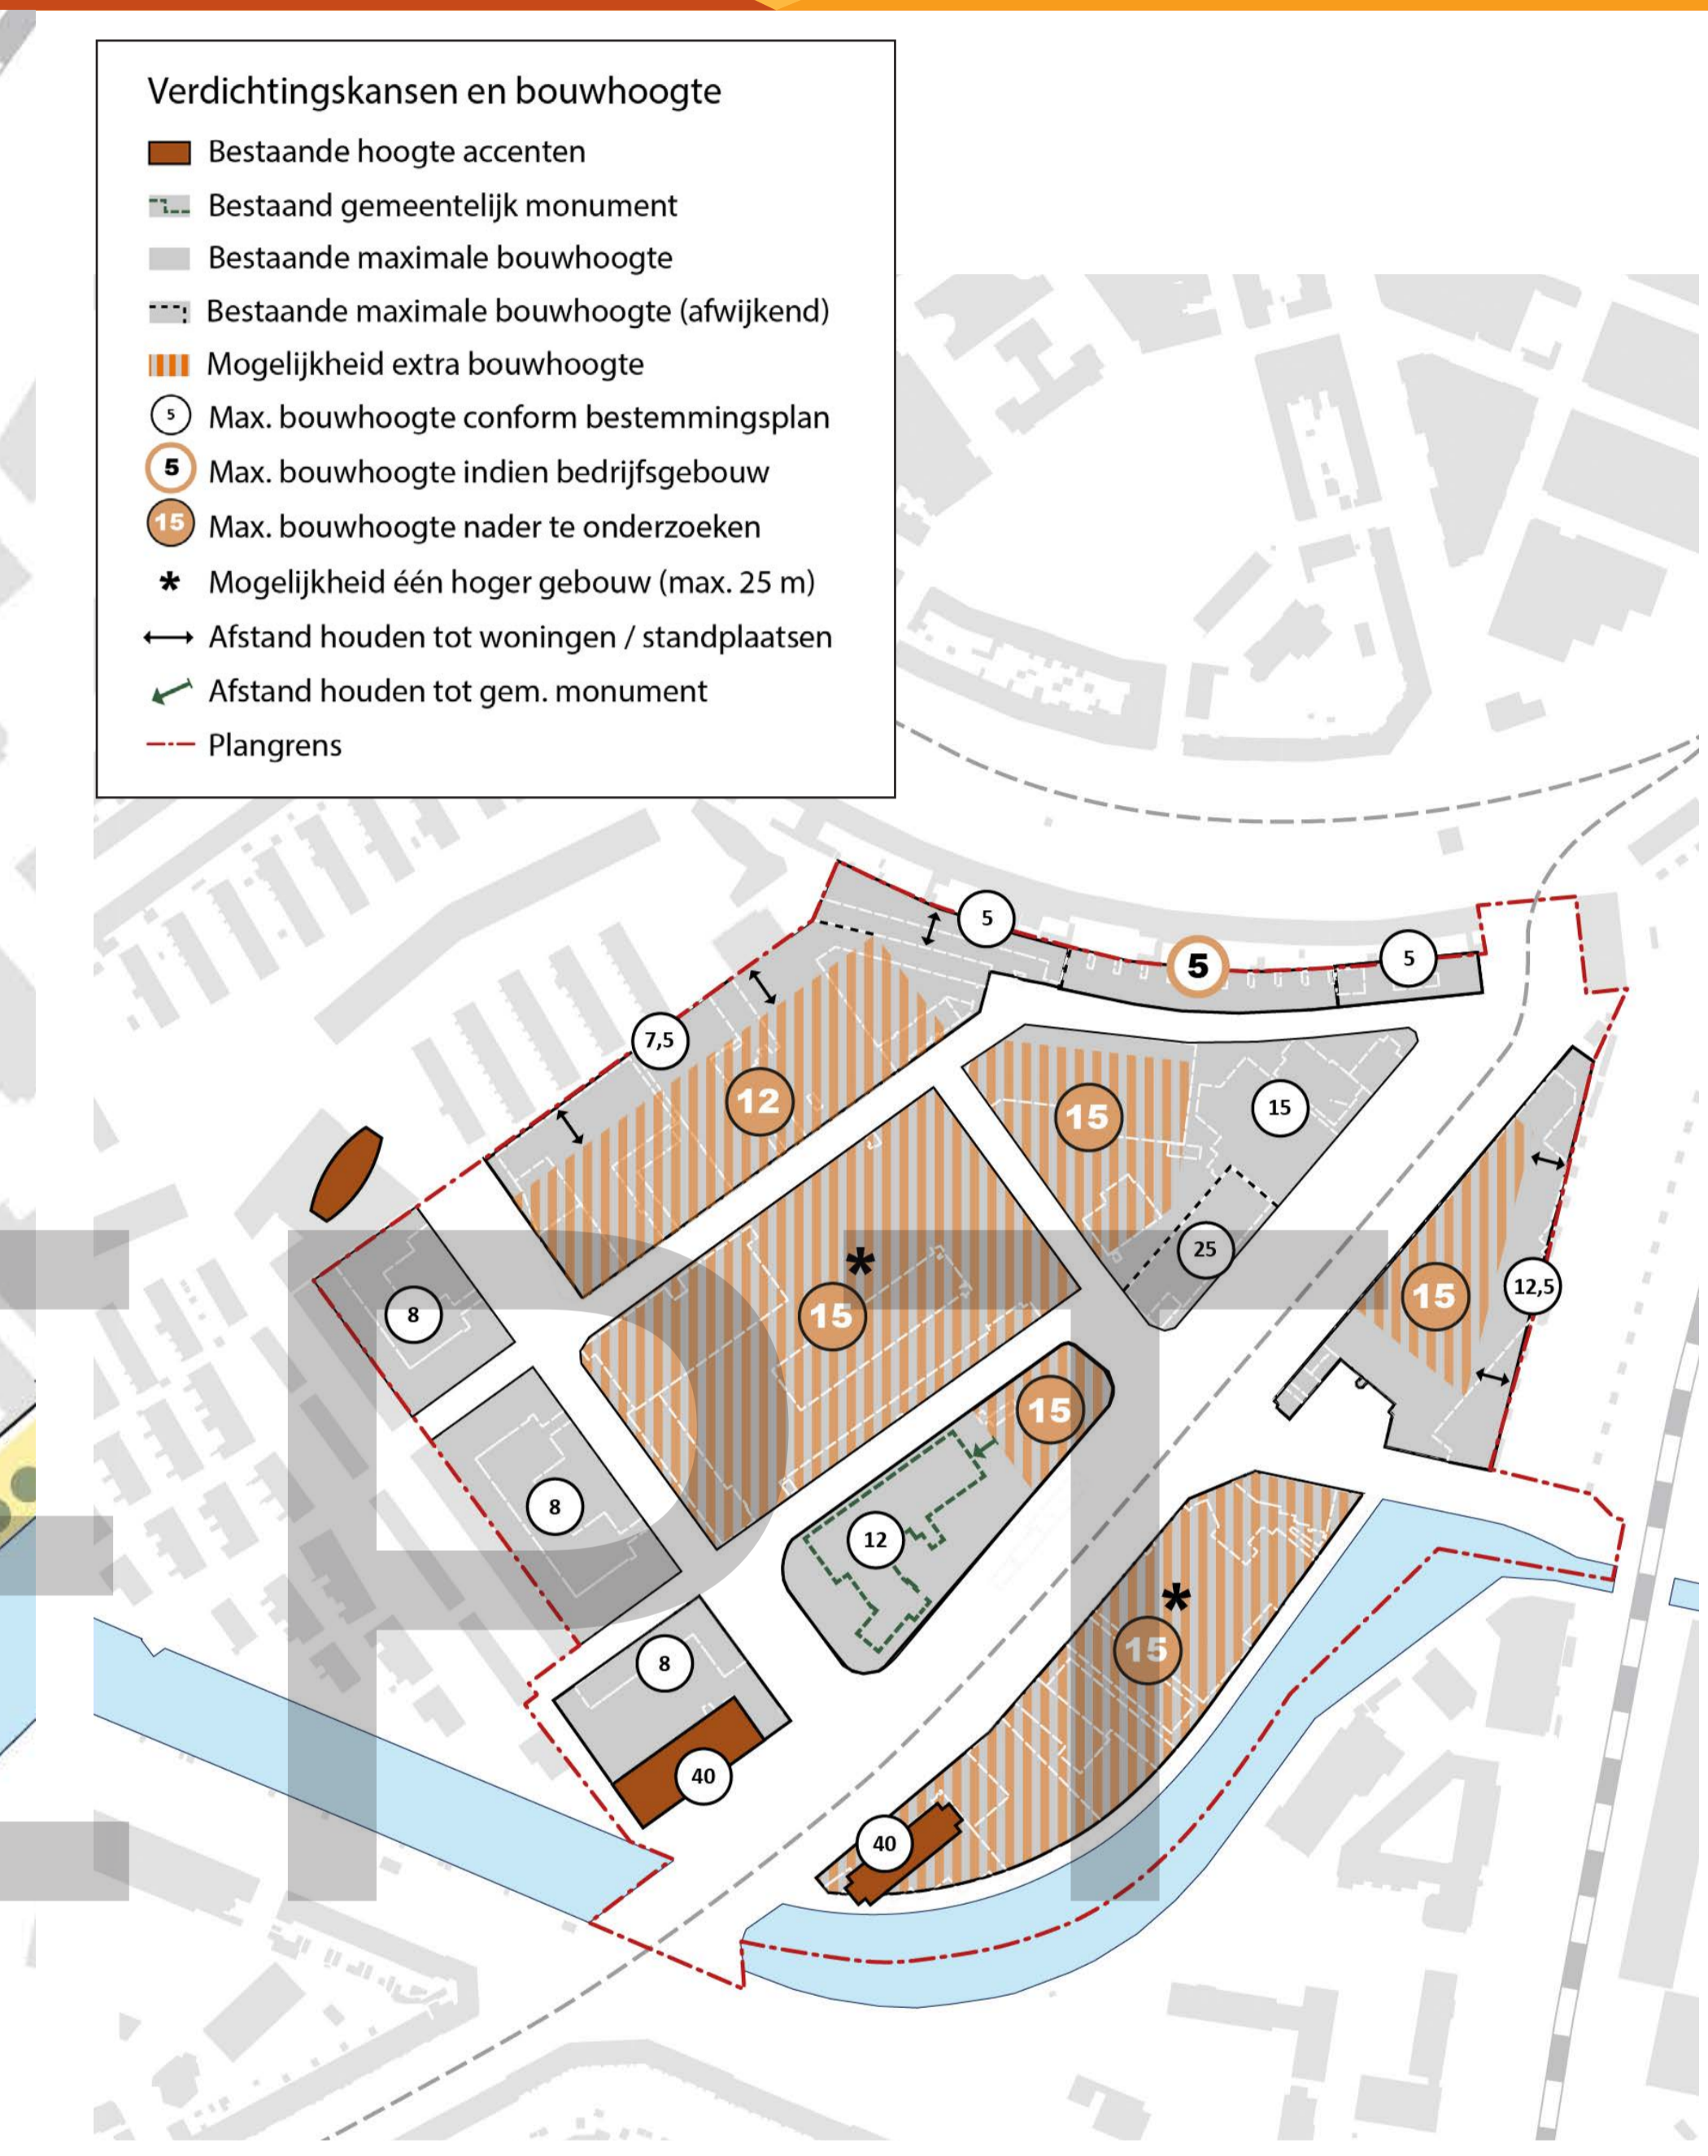 Verdichtingskansen en bouwhoogte
Bestaande hoogte accenten
Bestaand gemeentelijk monument
Bestaande maximale bouwhoogte
Bestaande maximale bouwhoogte (afwijkend)
Mogelijkheid extra bouwhoogte
5 Max. bouwhoogte conform bestemmingsplan
5 Max. bouwhoogte indien bedrijfsgebouw
15 Max. bouwhoogte nader te onderzoeken
* Mogelijkheid één hoger gebouw (max. 25 m)
Afstand houden tot woningen / standplaatsen
Afstand houden tot gem. monument
Plangrens
5
5
5
7,5
12
15
15
25
8
*
15
15
12,5
15
8
12
*
15
8
40
40
EPT